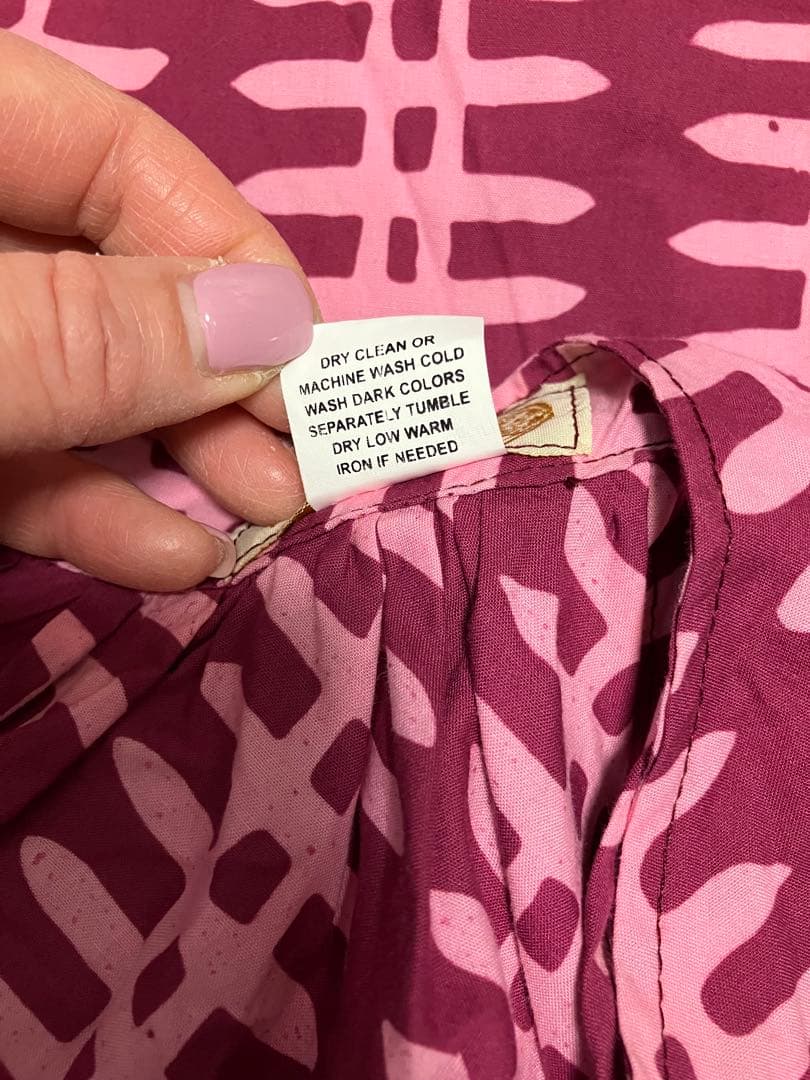 DRY CLEAN OR
MACHINE WASH COLD
WASH DARK COLORS
SEPARATELY TUMBLE
DRY LOW WARM
IRON IF NEEDED